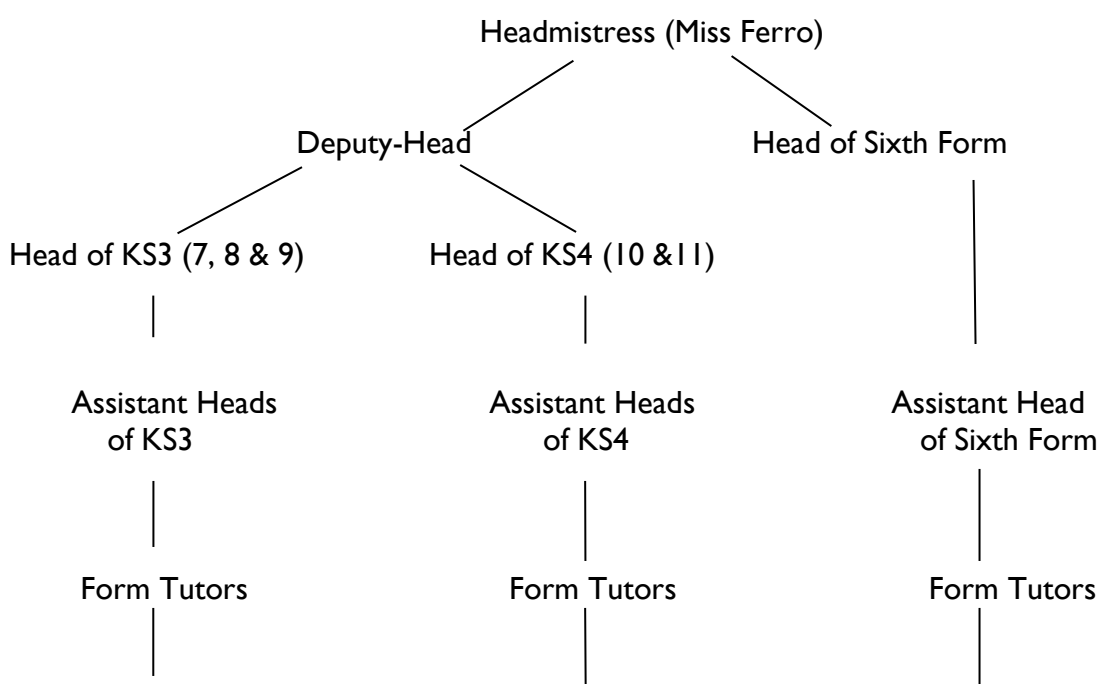 Headmistress (Miss Ferro)
Deputy-Head
Head of Sixth Form
Head of KS3 (7, 8 & 9)
Head of KS4 (10 &11)
Assistant Heads
of KS3
Assistant Heads
of KS4
Assistant Head
of Sixth Form
Form Tutors
Form Tutors
Form Tutors